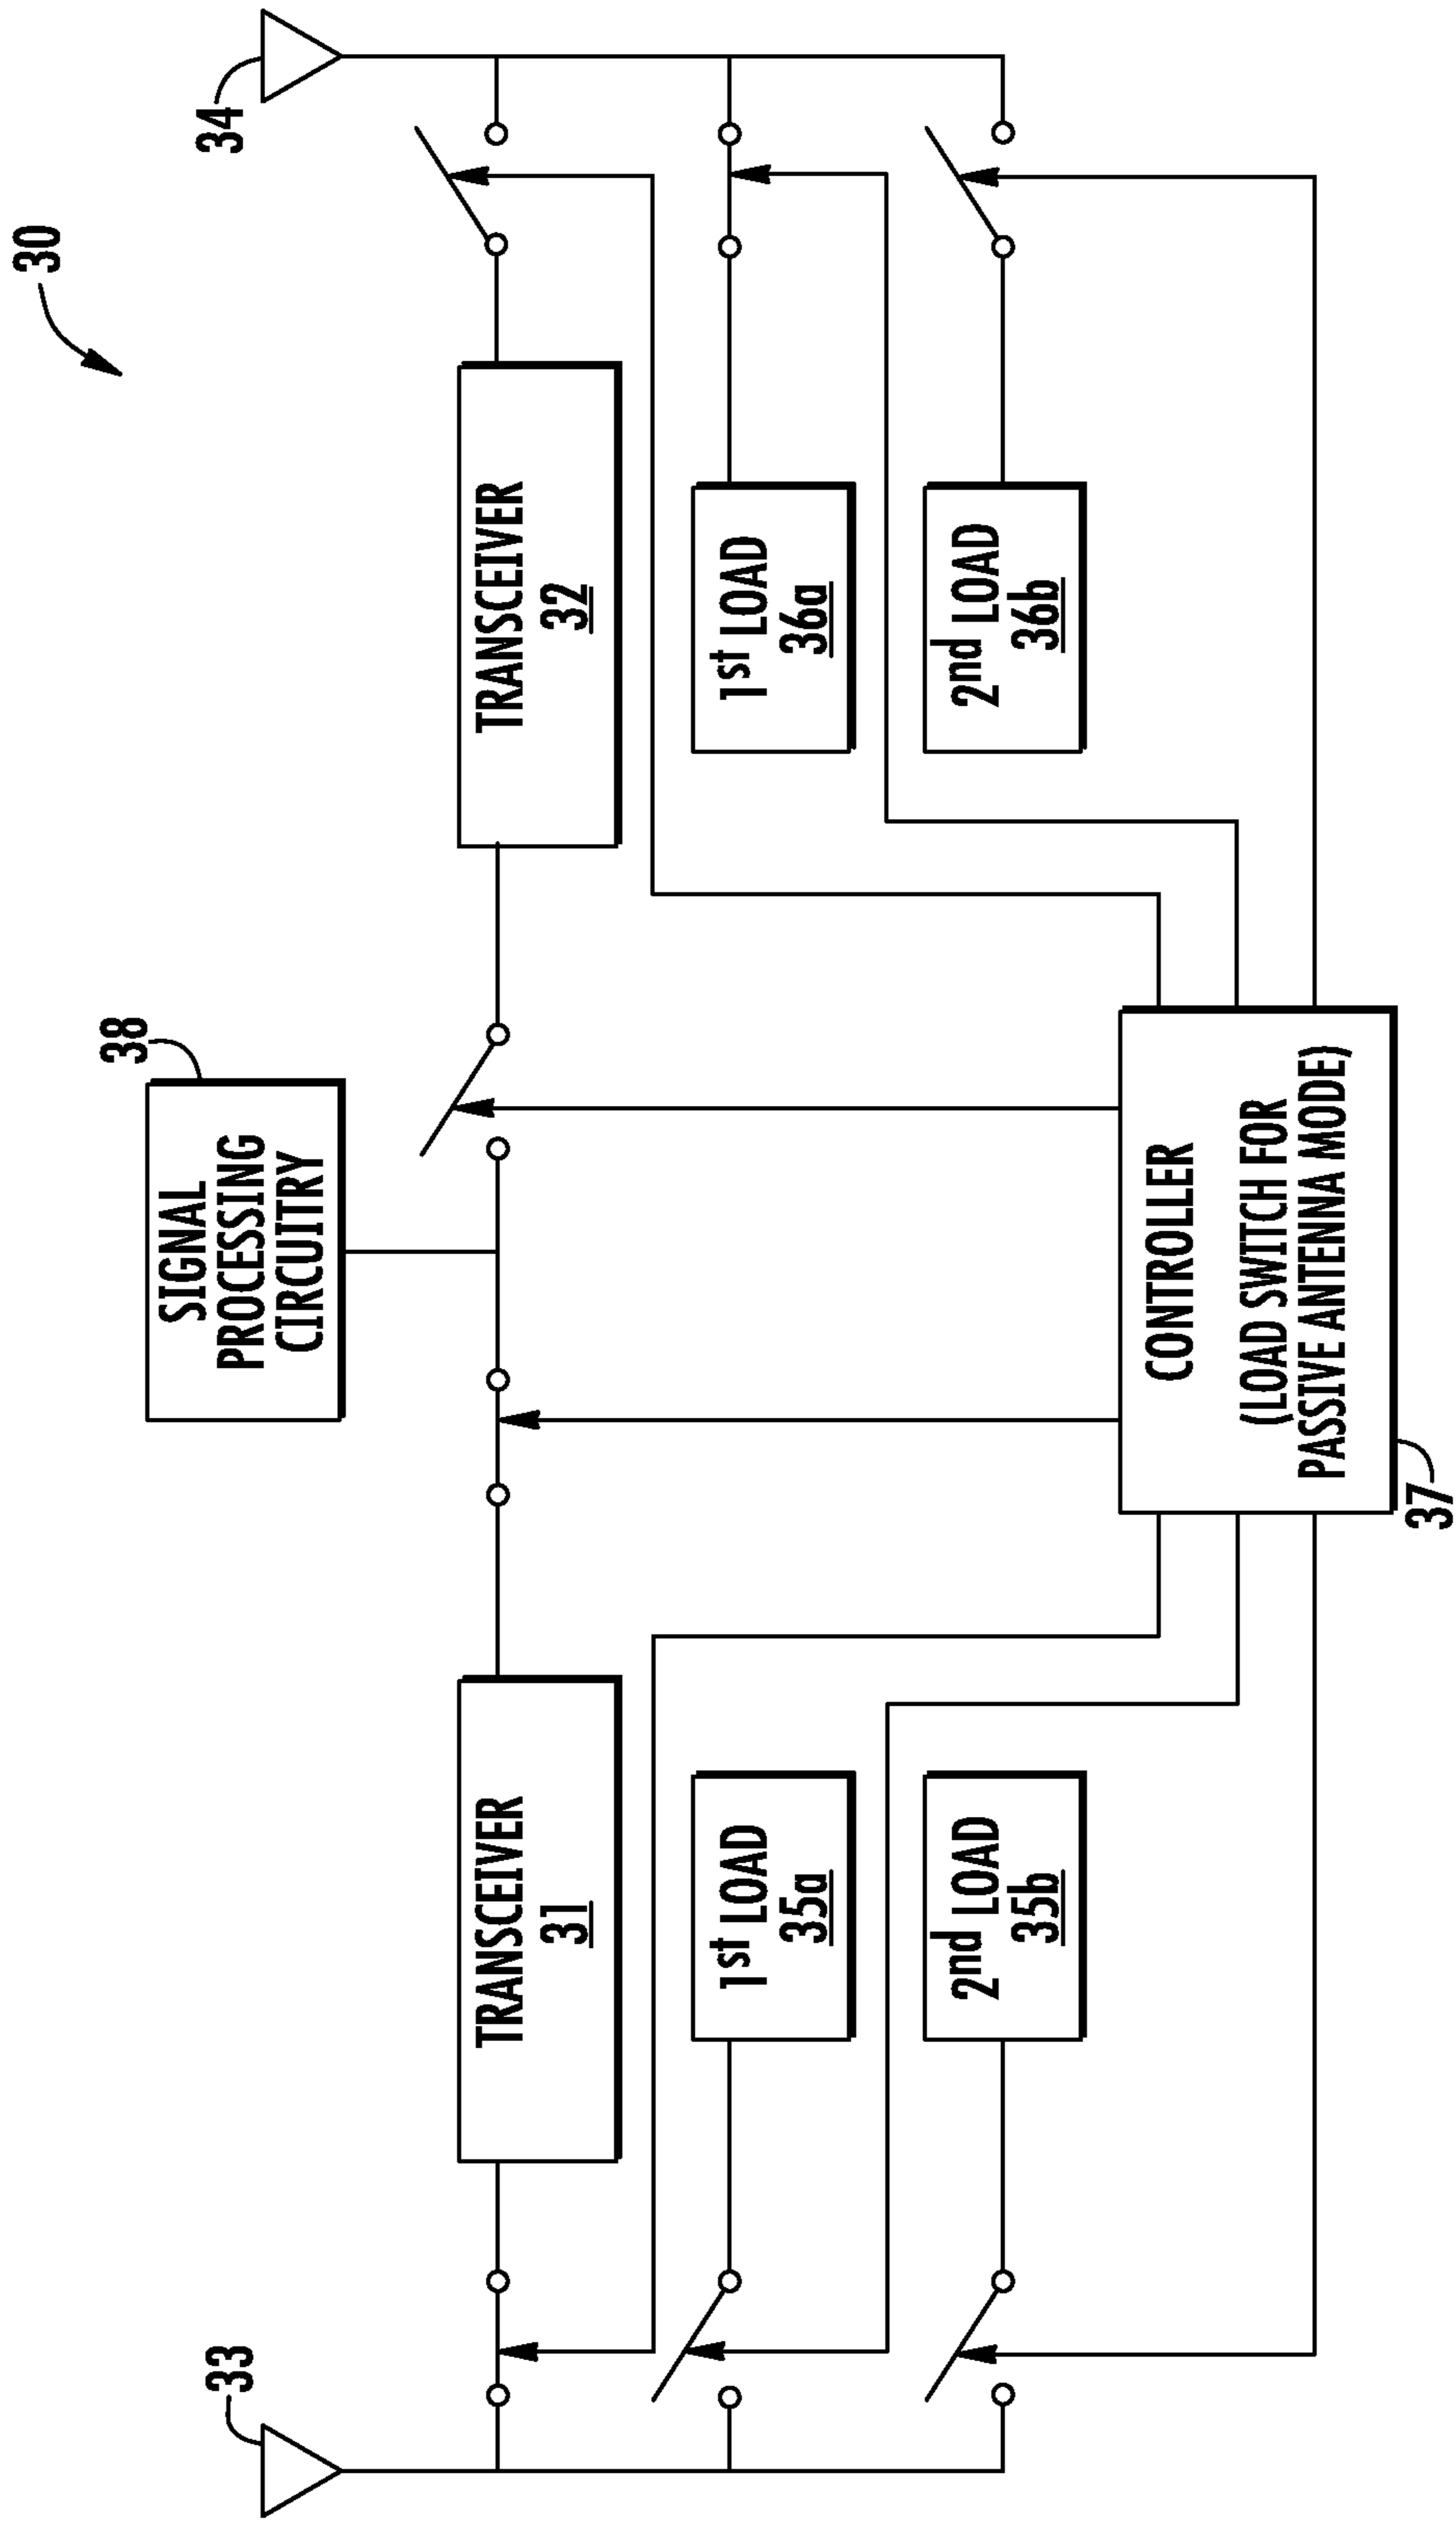 30
38
SIGNAL
PROCESSING
CIRCUITRY
33
34
TRANSCEIVER
31
TRANSCEIVER
32
1st LOAD
35a
1st LOAD
36a
2nd LOAD
35b
2nd LOAD
36b
CONTROLLER
(LOAD SWITCH FOR
PASSIVE ANTENNA MODE)
37